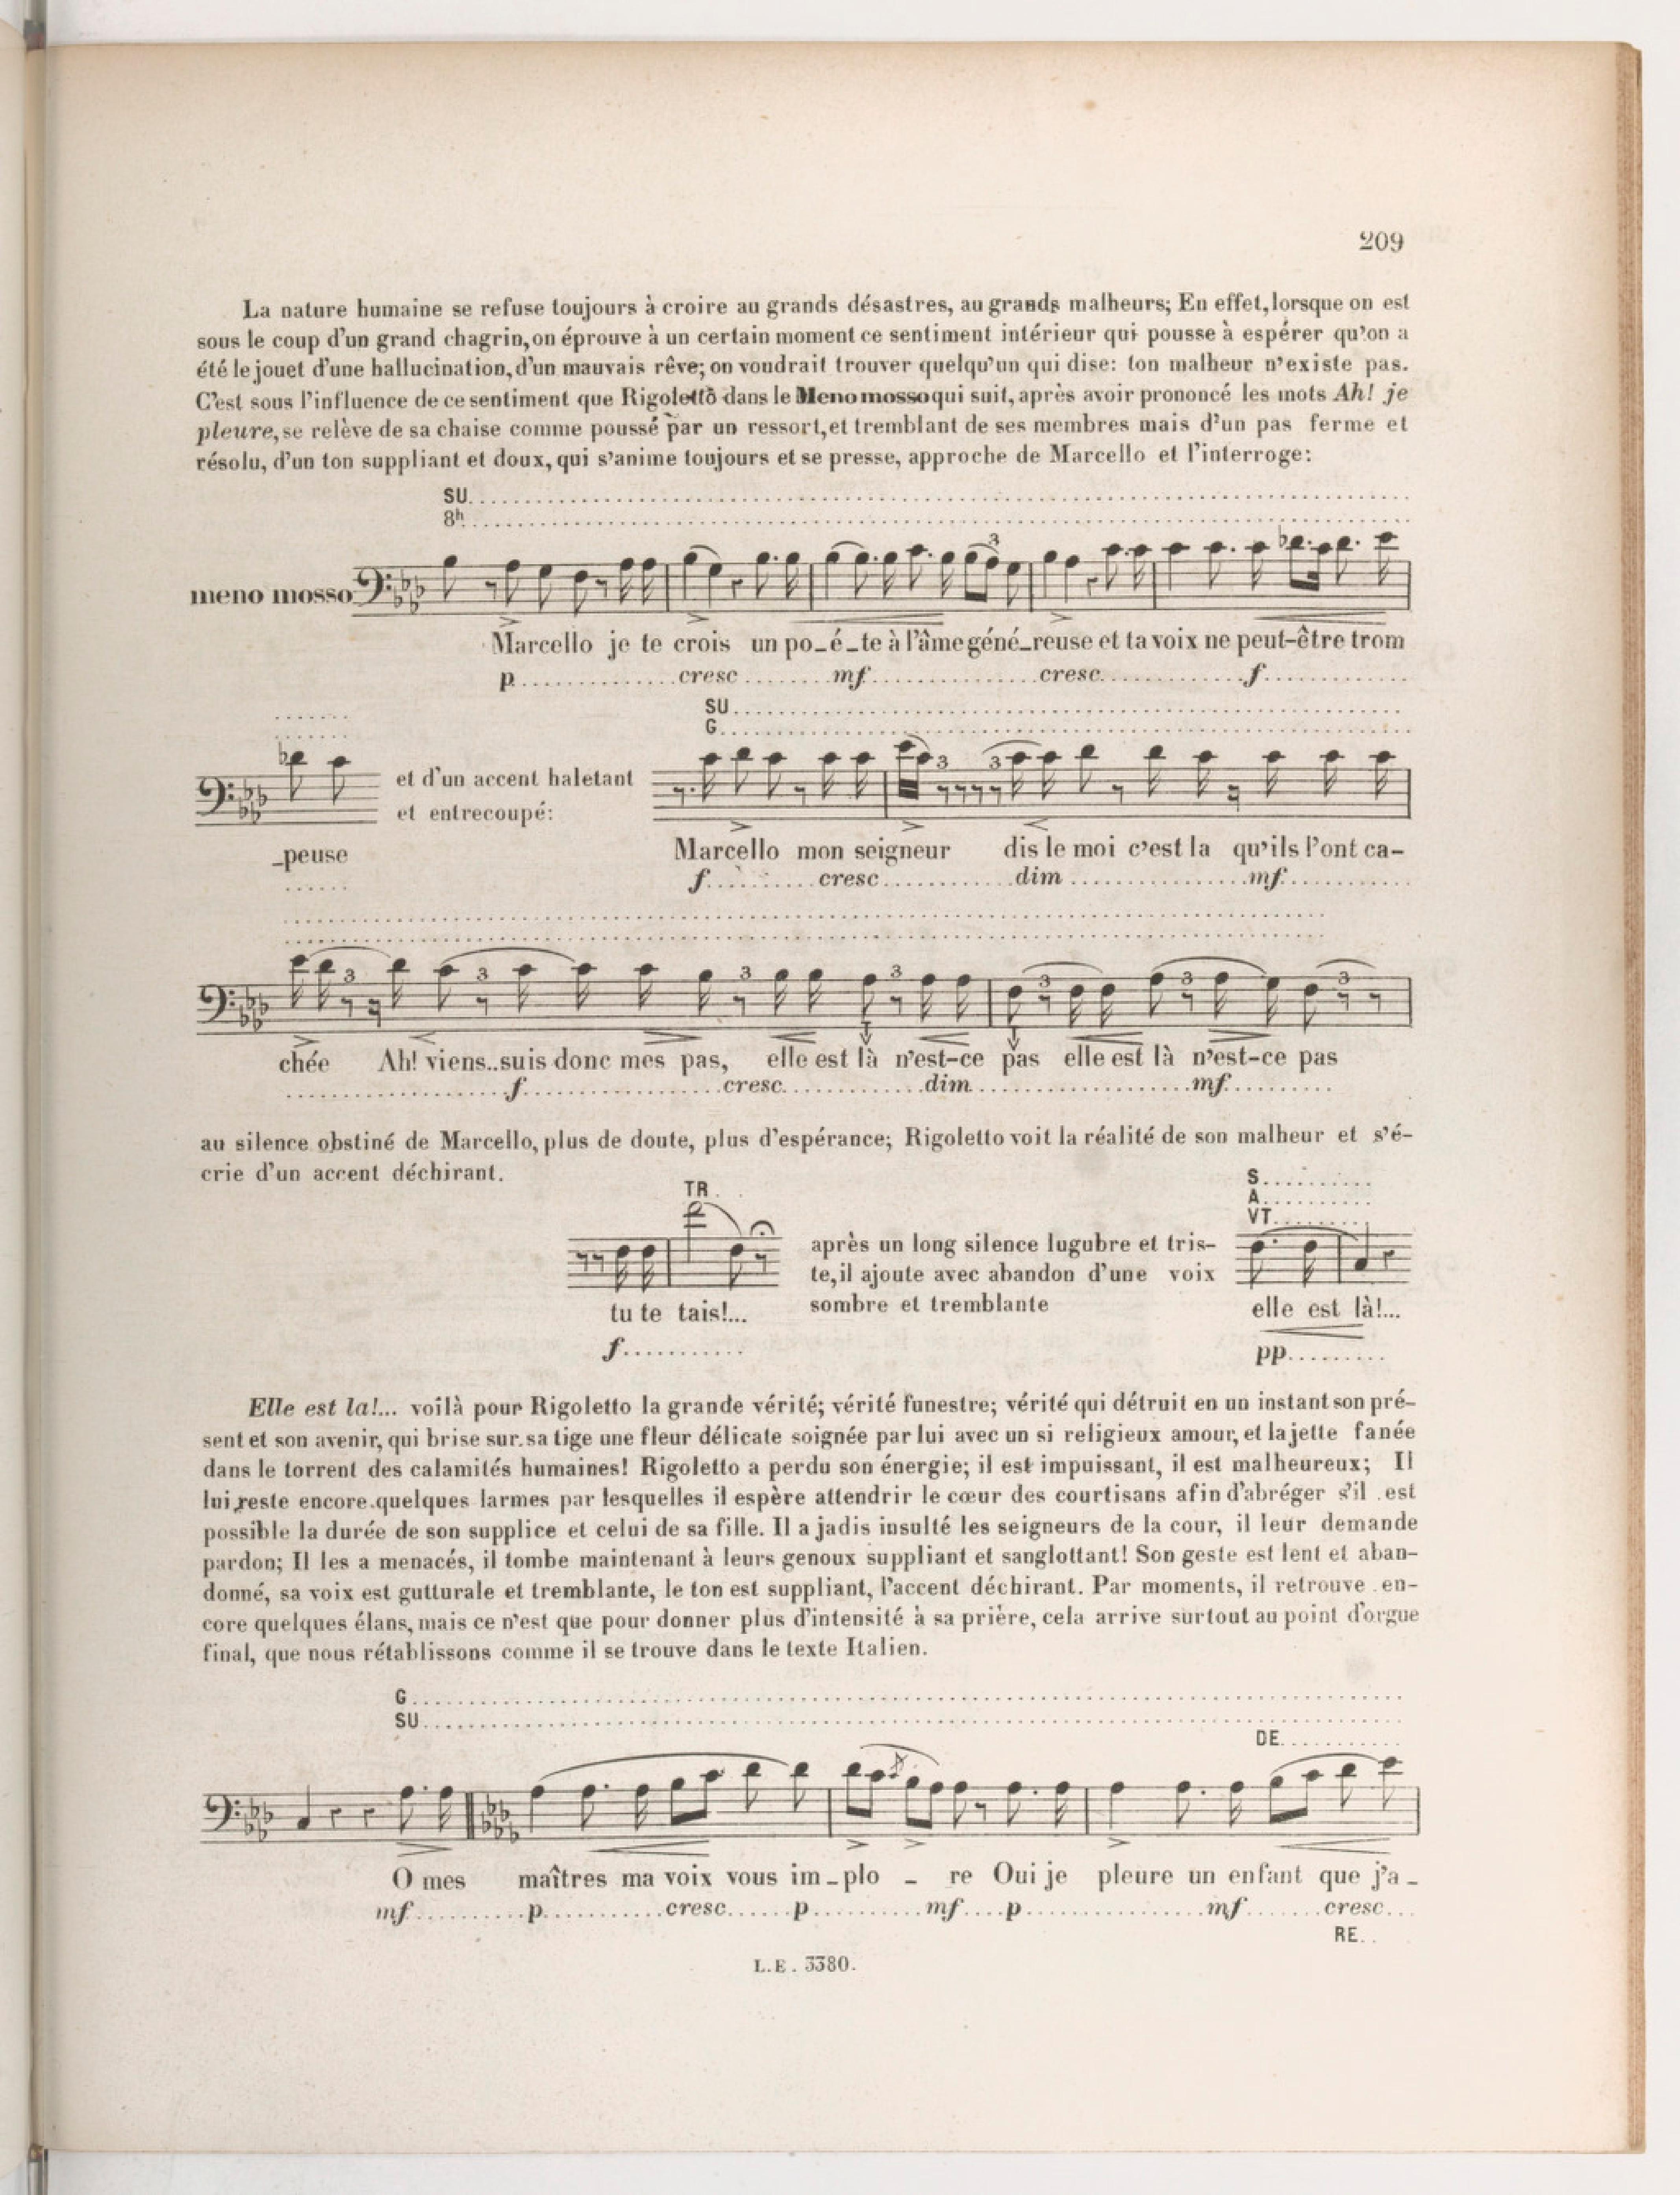 209
La nature humaine se refuse toujours à croire au grands désastres, au grands malheurs; En effet, lorsque on est
sous le coup d'un grand chagrin, on éprouve à un certain moment ce sentiment intérieur qui pousse à espérer qu'on a
été le jouet d'une hallucination, d'un mauvais rêve; on voudrait trouver quelqu'un qui dise: ton malheur n'existe pas.
C'est sous l'influence de ce sentiment que Rigoletto dans le Meno mosso qui suit, après avoir prononcé les mots Ah! je
pleure, se relève de sa chaise comme poussé par un ressort, et tremblant de ses membres mais d'un pas ferme et
résolu, d'un ton suppliant et doux, qui s'anime toujours et se presse, approche de Marcello et l'interroge:
SU
8h
3
meno mosso
Marcello je te crois un po_é_te à l'âme géné_reuse et ta voix ne peut-être trom
p cresc mf cresc f
SU
G
et d'un accent haletant
et entrecoupé:
3 3
_peuse
Marcello mon seigneur dis le moi c'est la qu'ils l'ont ca-
f cresc dim mf
3 3 3 3 3 3 3
chée Ah! viens..suis donc mes pas, elle est là n'est-ce pas elle est là n'est-ce pas
f cresc dim mf
au silence obstiné de Marcello, plus de doute, plus d'espérance; Rigoletto voit la réalité de son malheur et s'é-
crie d'un accent déchirant.
TR
tu te tais!...
f
après un long silence lugubre et tris-
te, il ajoute avec abandon d'une voix
sombre et tremblante
S
A
VT
elle est là!...
pp
Elle est la!... voilà pour Rigoletto la grande vérité; vérité funestre; vérité qui détruit en un instant son pré-
sent et son avenir, qui brise sur sa tige une fleur délicate soignée par lui avec un si religieux amour, et la jette fanée
dans le torrent des calamités humaines! Rigoletto a perdu son énergie; il est impuissant, il est malheureux; Il
lui reste encore quelques larmes par lesquelles il espère attendrir le cœur des courtisans afin d'abréger s'il est
possible la durée de son supplice et celui de sa fille. Il a jadis insulté les seigneurs de la cour, il leur demande
pardon; Il les a menacés, il tombe maintenant à leurs genoux suppliant et sanglottant! Son geste est lent et aban-
donné, sa voix est gutturale et tremblante, le ton est suppliant, l'accent déchirant. Par moments, il retrouve en-
core quelques élans, mais ce n'est que pour donner plus d'intensité à sa prière, cela arrive surtout au point d'orgue
final, que nous rétablissons comme il se trouve dans le texte Italien.
G
SU
DE
O mes maîtres ma voix vous im_plo _ re Oui je pleure un enfant que j'a_
mf p cresc p mf p mf cresc
RE
L.E. 3380.